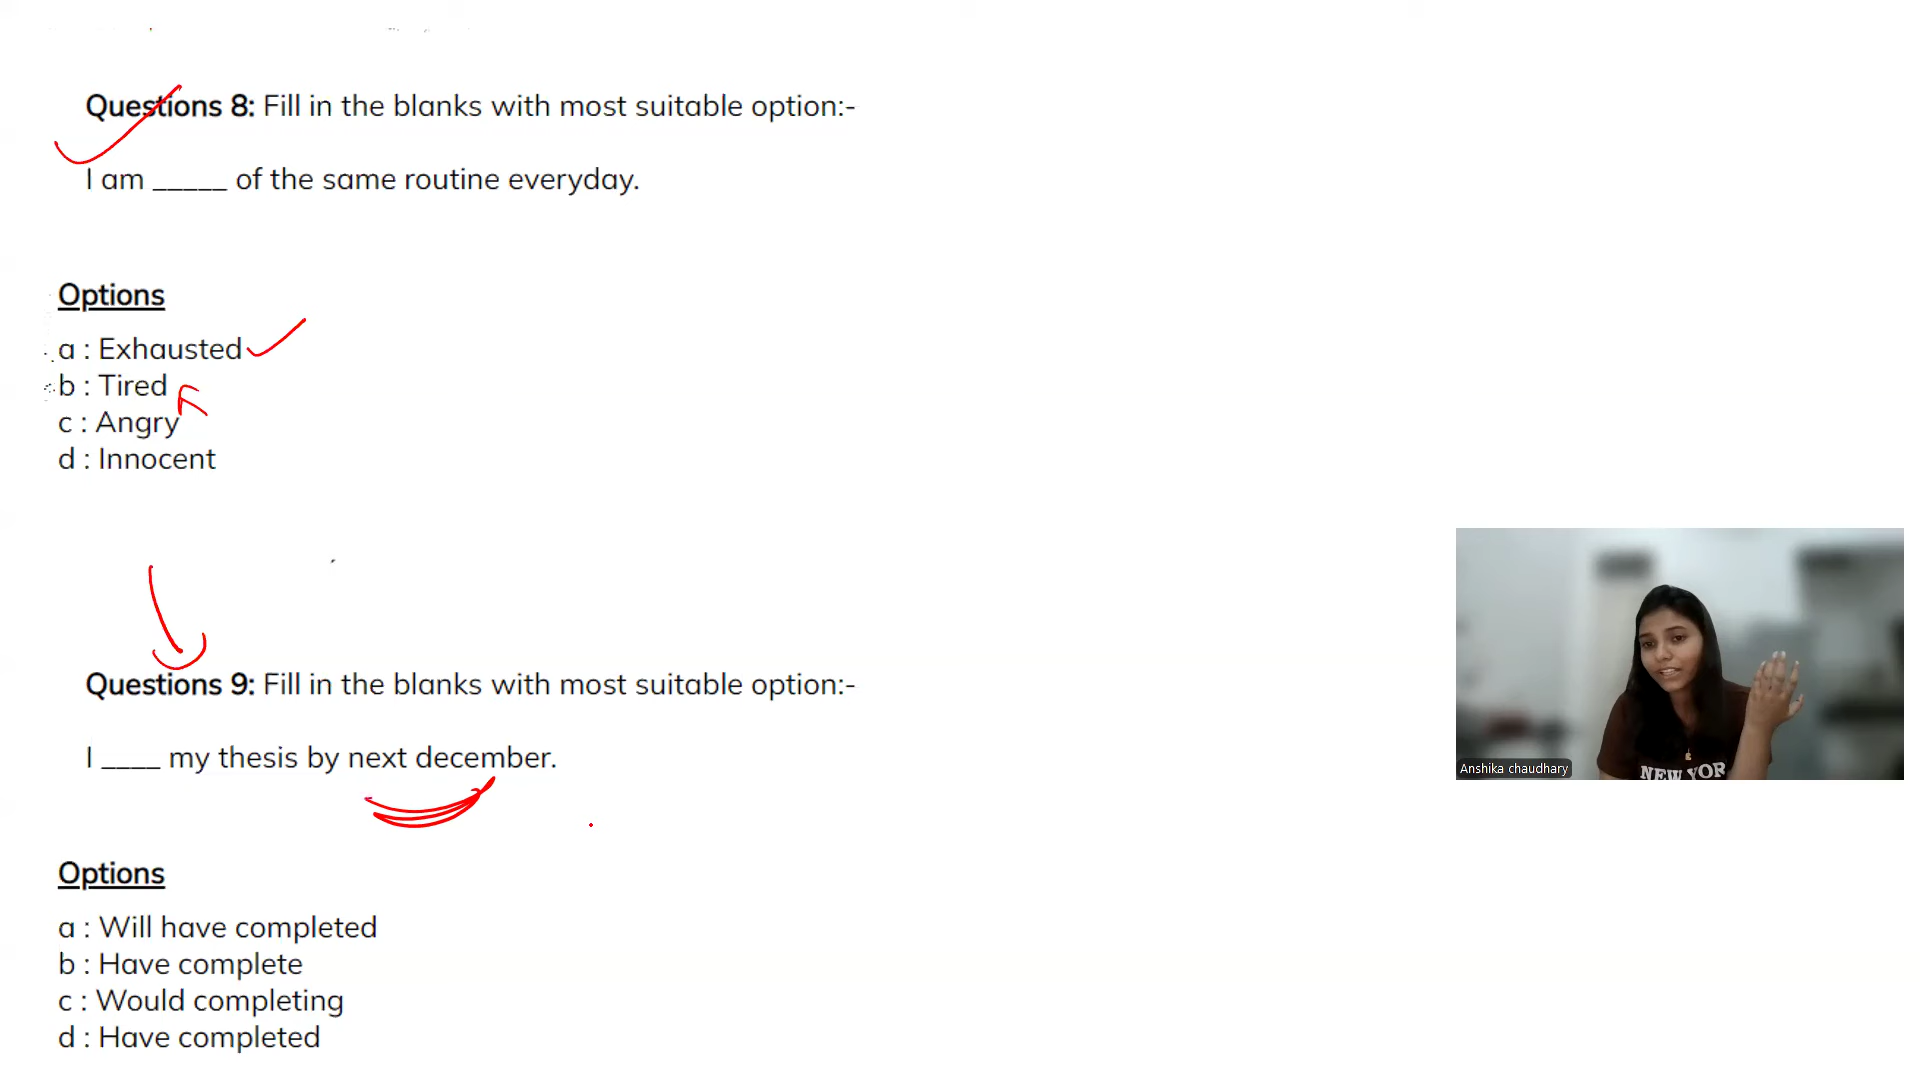 Questions 8: Fill in the blanks with most suitable option:-
I am _____ of the same routine everyday.
Options
a : Exhausted
b : Tired
c : Angry
d : Innocent
Questions 9: Fill in the blanks with most suitable option:-
I ____ my thesis by next december.
Options
a : Will have completed
b : Have complete
c : Would completing
d : Have completed
NEW YOR
Anshika chaudhary